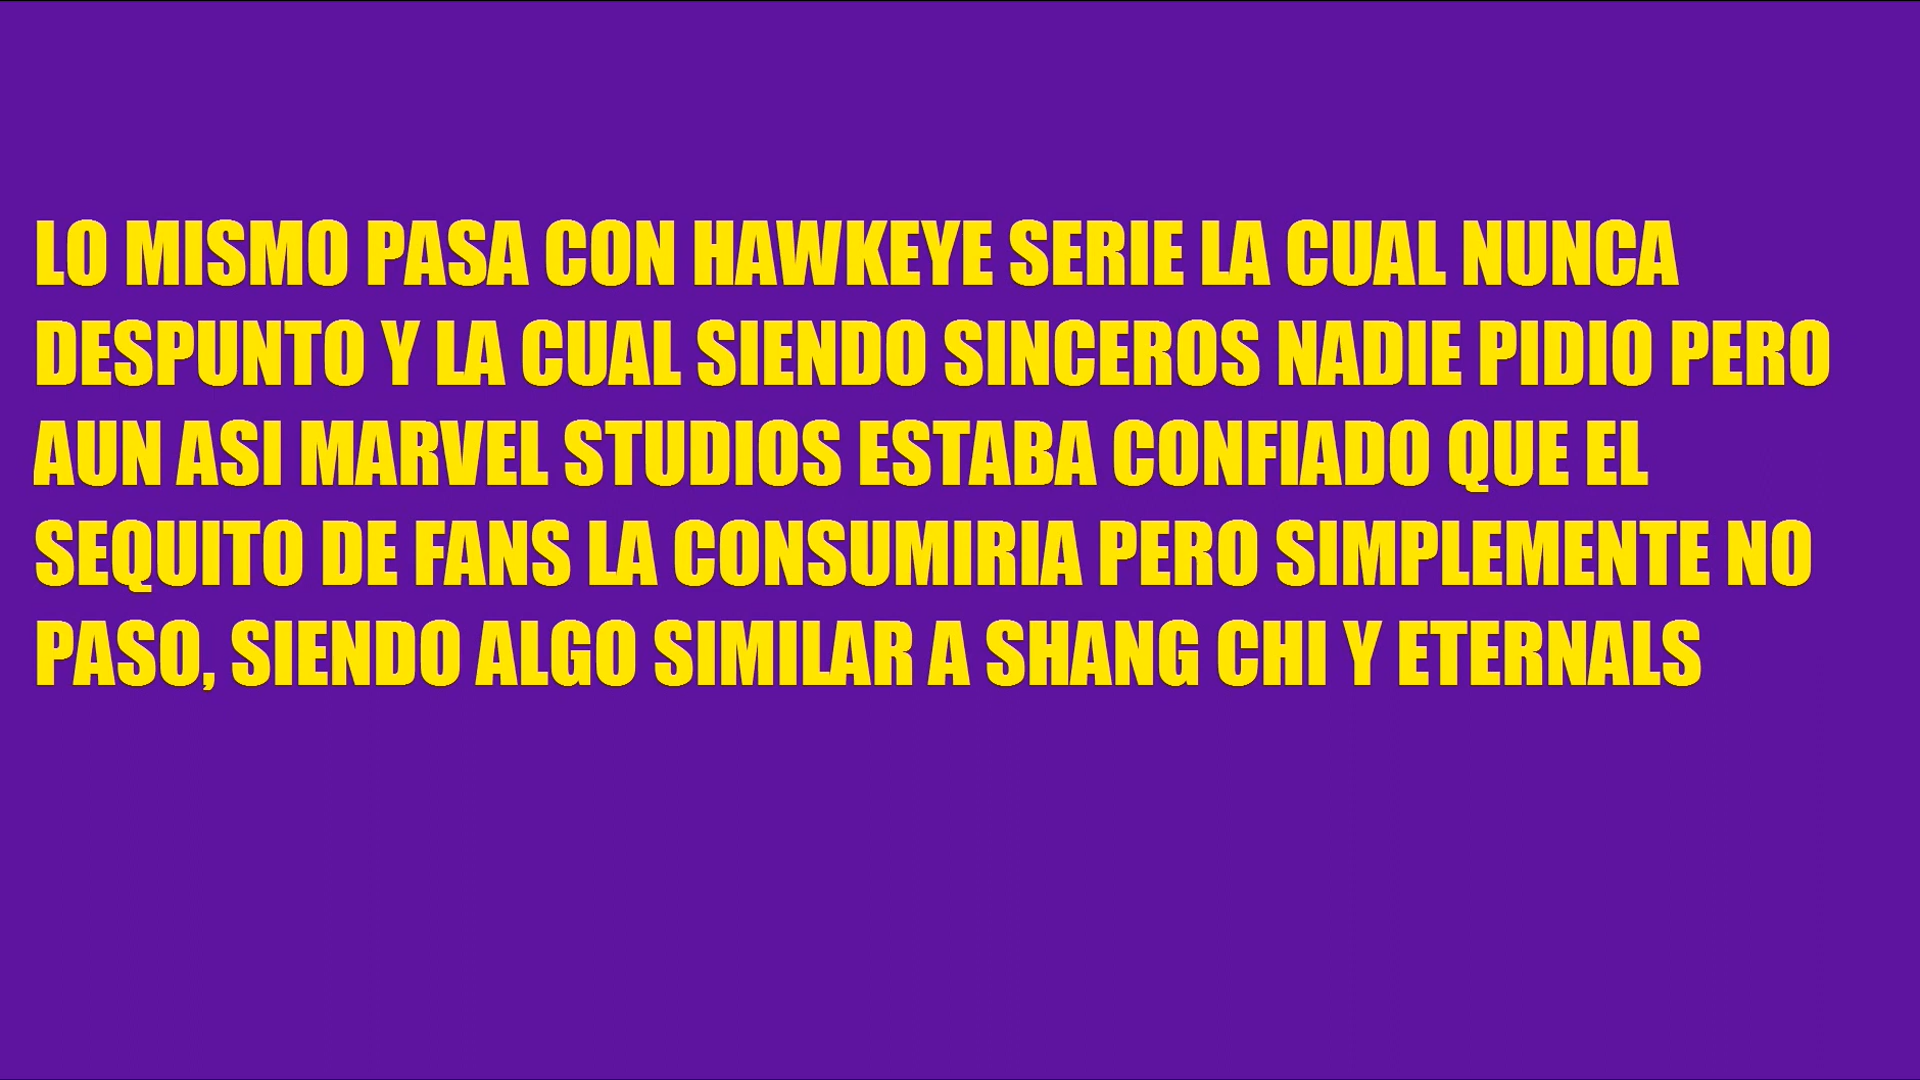 LO MISMO PASA CON HAWKEYE SERIE LA CUAL NUNCA
DESPUNTO Y LA CUAL SIENDO SINCEROS NADIE PIDIO PERO
AUN ASI MARVEL STUDIOS ESTABA CONFIADO QUE EL
SEQUITO DE FANS LA CONSUMIRIA PERO SIMPLEMENTE NO
PASO, SIENDO ALGO SIMILAR A SHANG CHI Y ETERNALS